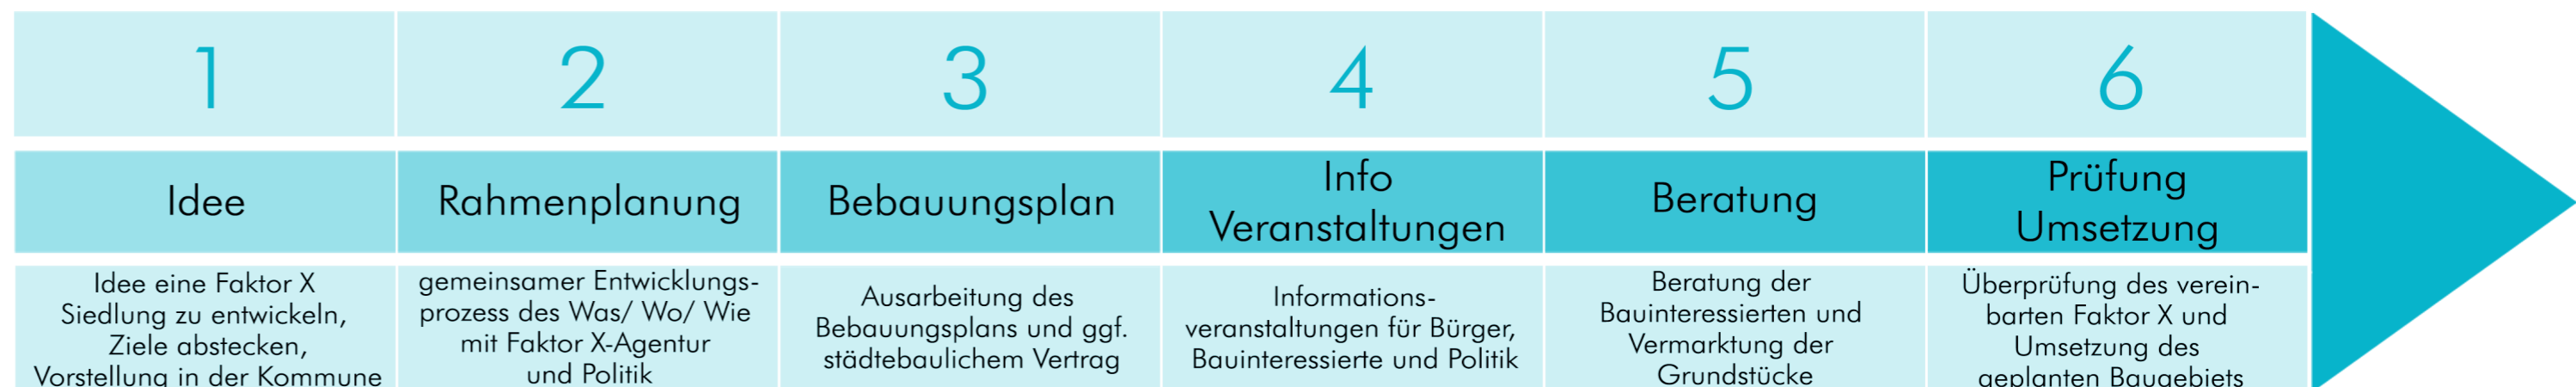 1
2
3
4
5
6
Idee
Rahmenplanung
Bebauungsplan
Info
Veranstaltungen
Beratung
Prüfung
Umsetzung
Idee eine Faktor X
Siedlung zu entwickeln,
Ziele abstecken,
Vorstellung in der Kommune
gemeinsamer Entwicklungs-
prozess des Was/ Wo/ Wie
mit Faktor X-Agentur
und Politik
Ausarbeitung des
Bebauungsplans und ggf.
städtebaulichem Vertrag
Informations-
veranstaltungen für Bürger,
Bauinteressierte und Politik
Beratung der
Bauinteressierten und
Vermarktung der
Grundstücke
Überprüfung des verein-
barten Faktor X und
Umsetzung des
geplanten Baugebiets